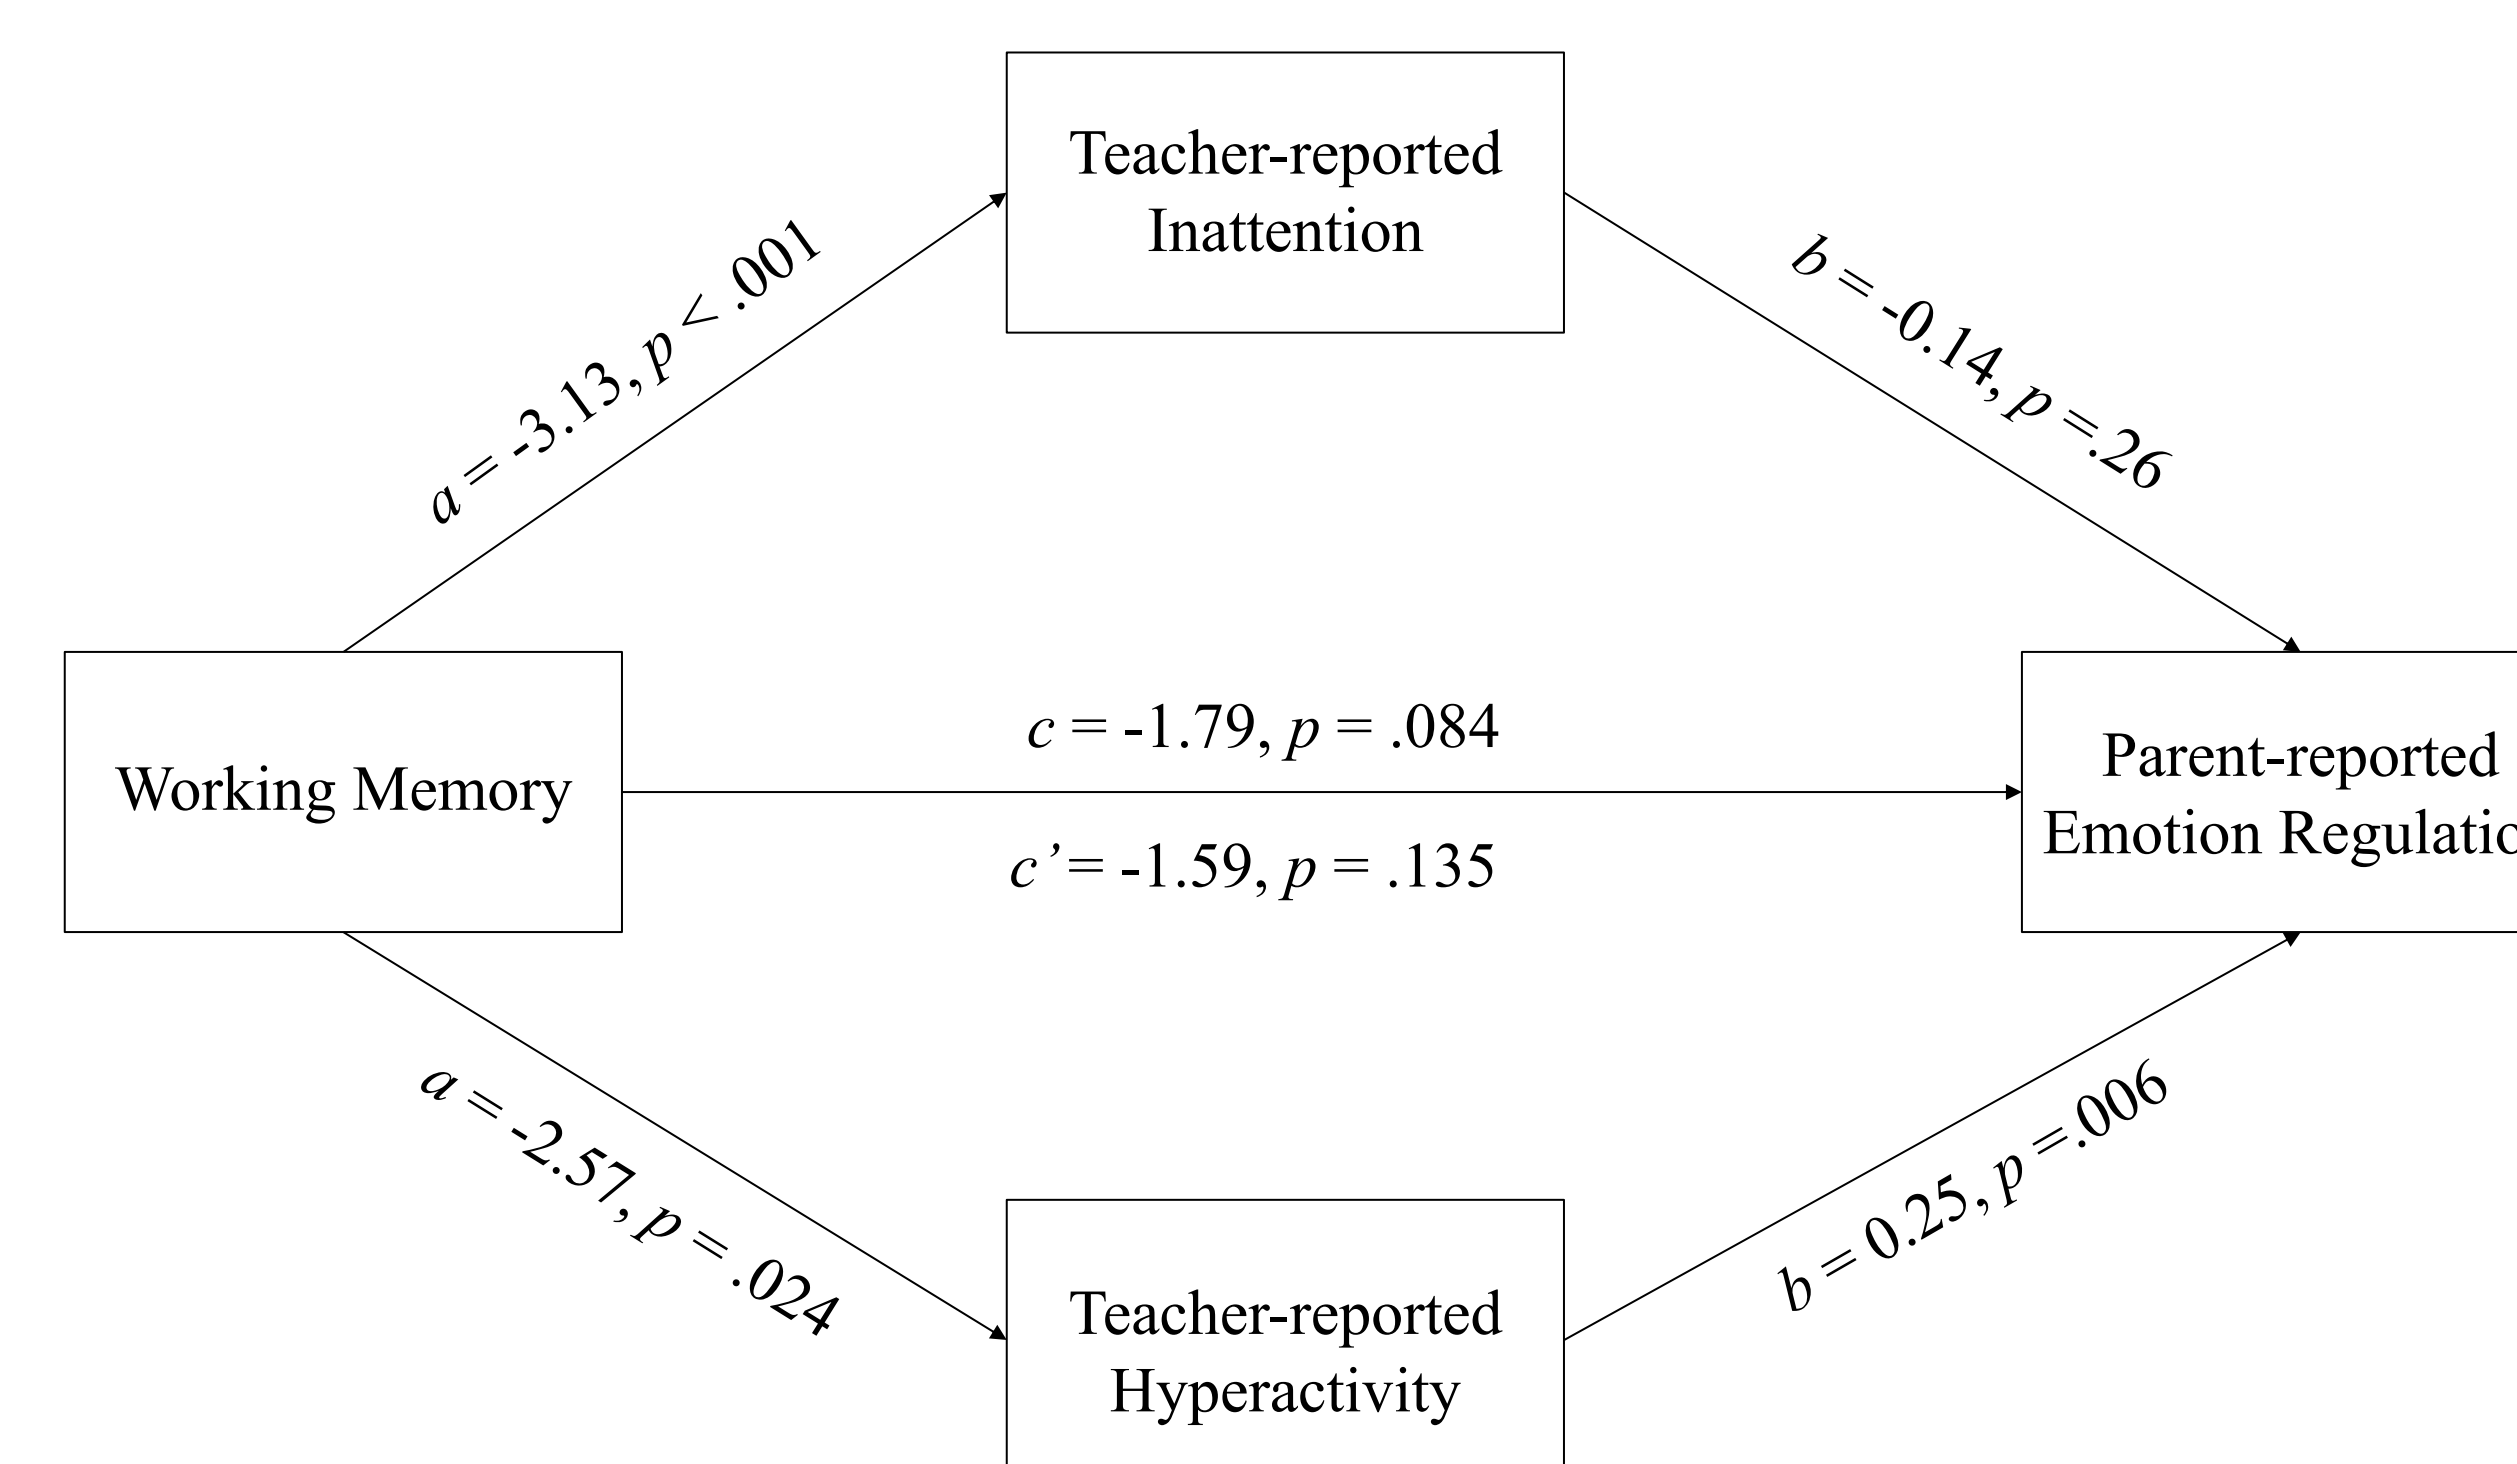 Teacher-reported
Inattention
a = -3.13, p < .001
b = -0.14, p =.26
c = -1.79, p = .084
Working Memory
Parent-reported
Emotion Regulatio
c’= -1.59, p = .135
a = -2.57, p = .024
b = 0.25, p =.006
Teacher-reported
Hyperactivity